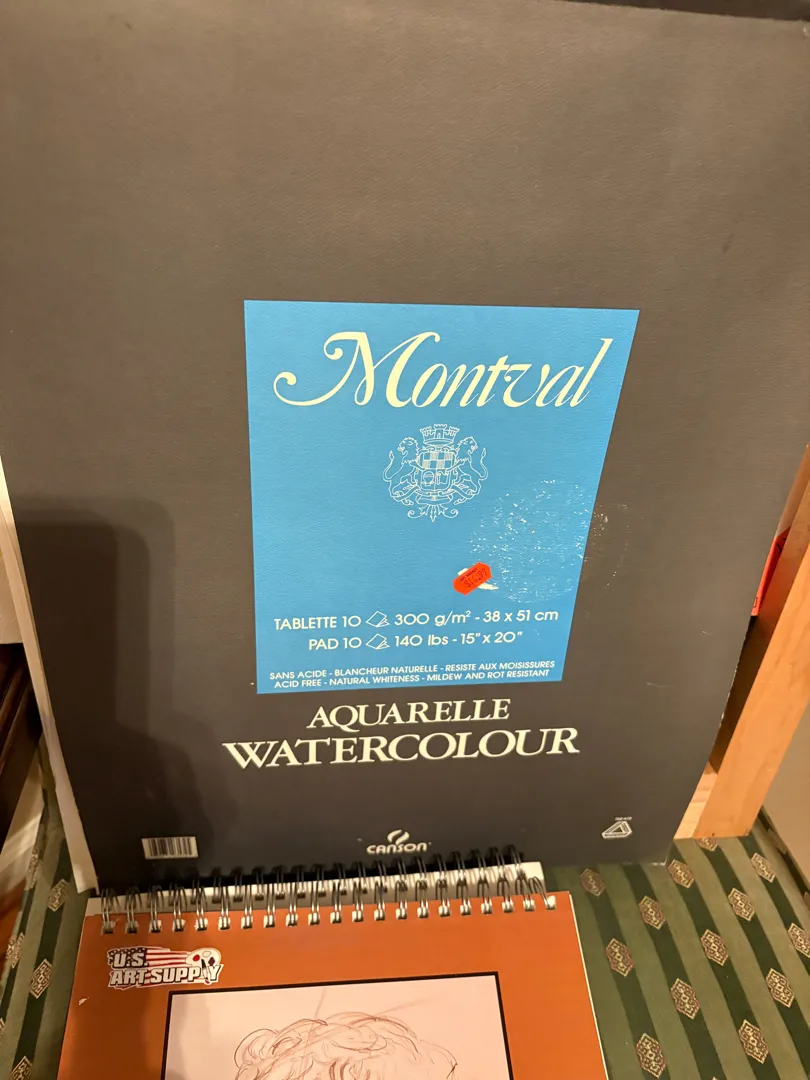 Montval
TABLETTE 10 300 g/m² - 38 x 51 cm
PAD 10 140 lbs - 15" x 20"
SANS ACIDE - BLANCHEUR NATURELLE - RESISTE AUX MOISISSURES
ACID FREE - NATURAL WHITENESS - MILDEW AND ROT RESISTANT
AQUARELLE
WATERCOLOUR
CANSON
U.S.
ART SUPPLY